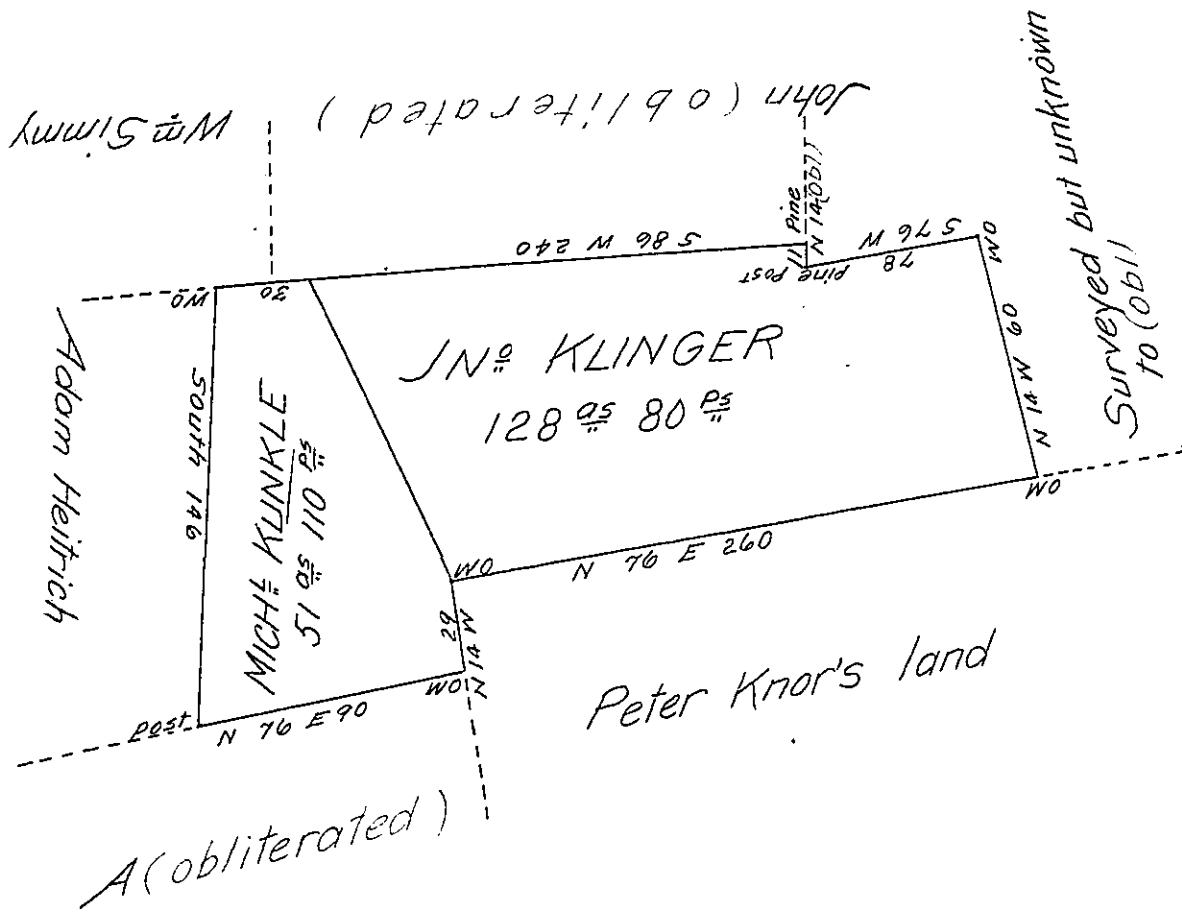 Wm Simmy
John (obliterated)
Surveyed but unknown
to (obl)
Pine
11
N 14 (obl)
S 86 W 240
Pine Post
78
S 76 W
WO
WO
30
Adam Heitrich
South 146
JNo KLINGER
128 as 80 ps
N 14 W 60
MICHL KUNKLE
51 as 110 ps
WO
WO
N 76 E 260
29
N 14 W
WO
Post
N 76 E 90
Peter Knor's land
A (obliterated)